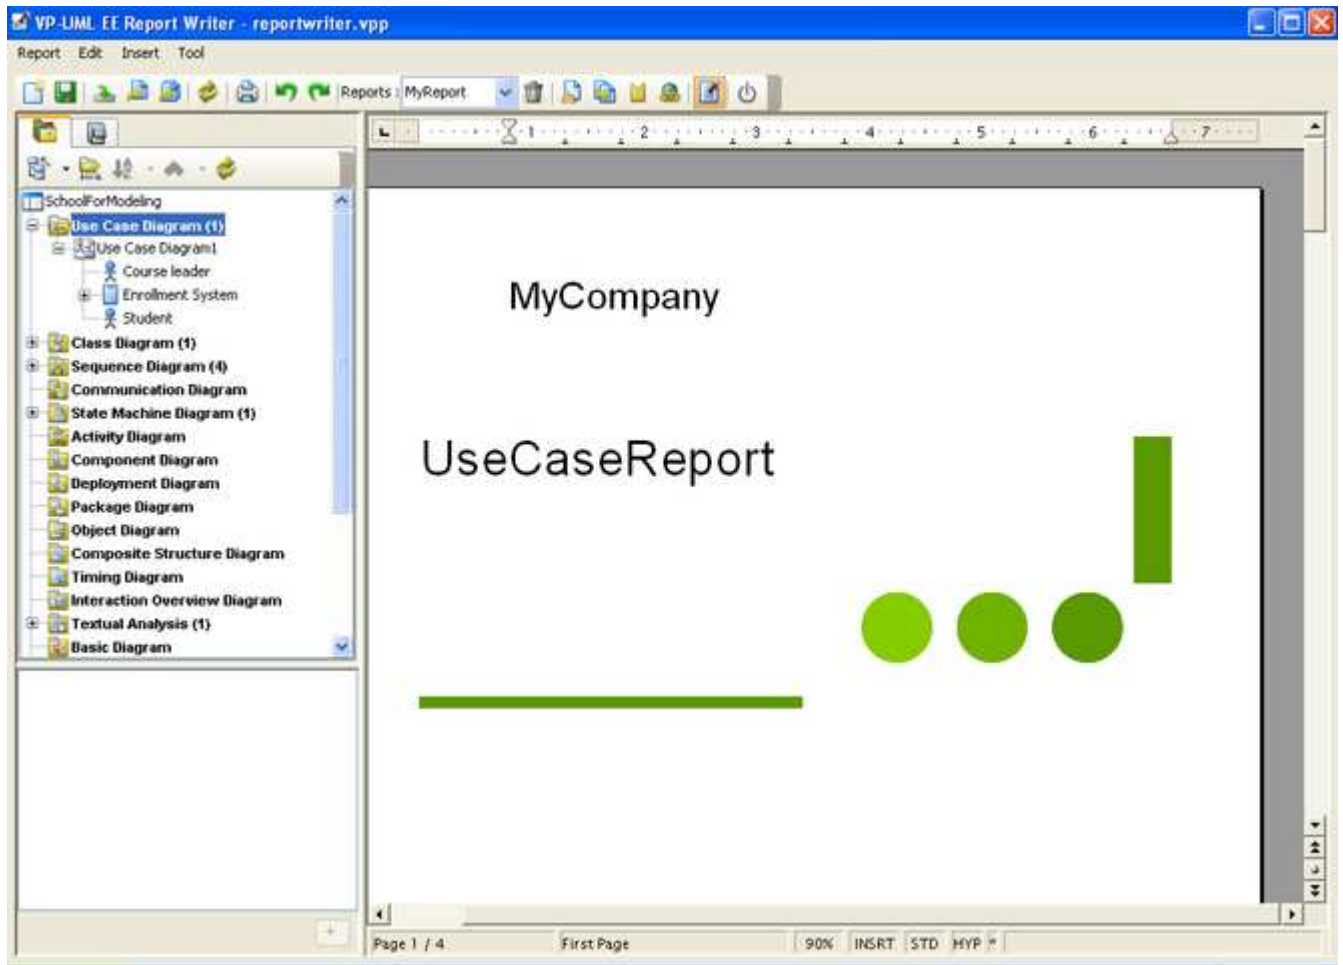 VP-UML EE Report Writer - reportwriter.vpp
Report Edit Insert Tool
Reports : MyReport
1 2 3 4 5 6 7
SchoolForModeling
Use Case Diagram (1)
Use Case Diagram1
Course leader
Enrollment System
Student
Class Diagram (1)
Sequence Diagram (4)
Communication Diagram
State Machine Diagram (1)
Activity Diagram
Component Diagram
Deployment Diagram
Package Diagram
Object Diagram
Composite Structure Diagram
Timing Diagram
Interaction Overview Diagram
Textual Analysis (1)
Basic Diagram
MyCompany
UseCaseReport
Page 1 / 4 First Page 90% INSRT STD HYP *